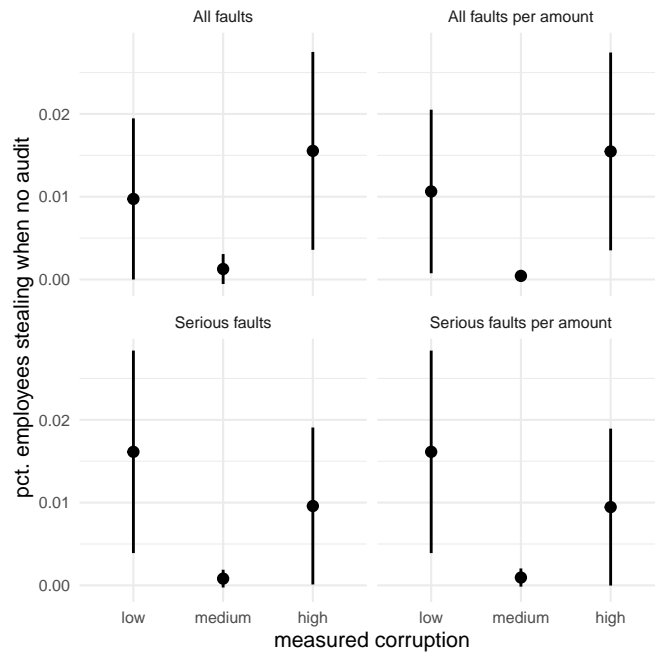 All faults
All faults per amount
0.02
0.01
0.00
Serious faults
Serious faults per amount
0.02
0.01
0.00
low
medium
high
low
medium
high
measured corruption
pct. employees stealing when no audit